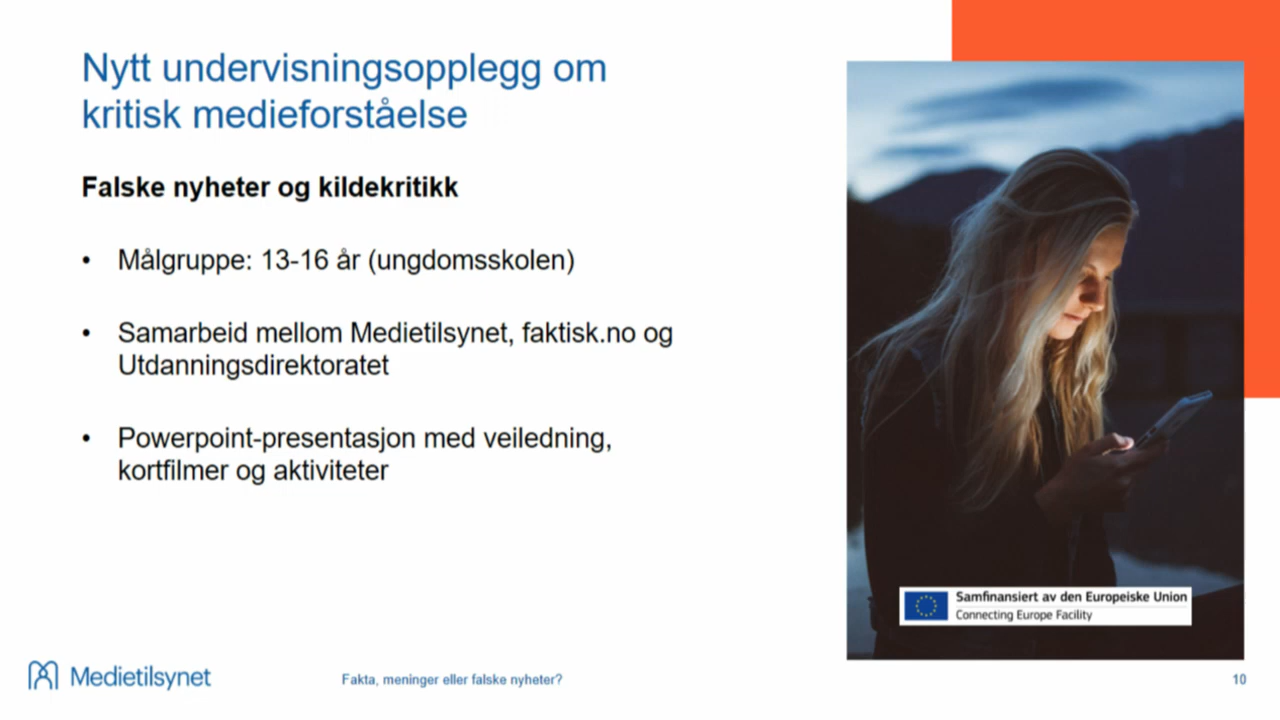 Nytt undervisningsopplegg om
kritisk medieforståelse
Falske nyheter og kildekritikk
• Målgruppe: 13-16 år (ungdomsskolen)
• Samarbeid mellom Medietilsynet, faktisk.no og
Utdanningsdirektoratet
• Powerpoint-presentasjon med veiledning,
kortfilmer og aktiviteter
Samfinansiert av den Europeiske Union
Connecting Europe Facility
Medietilsynet
Fakta, meninger eller falske nyheter?
10